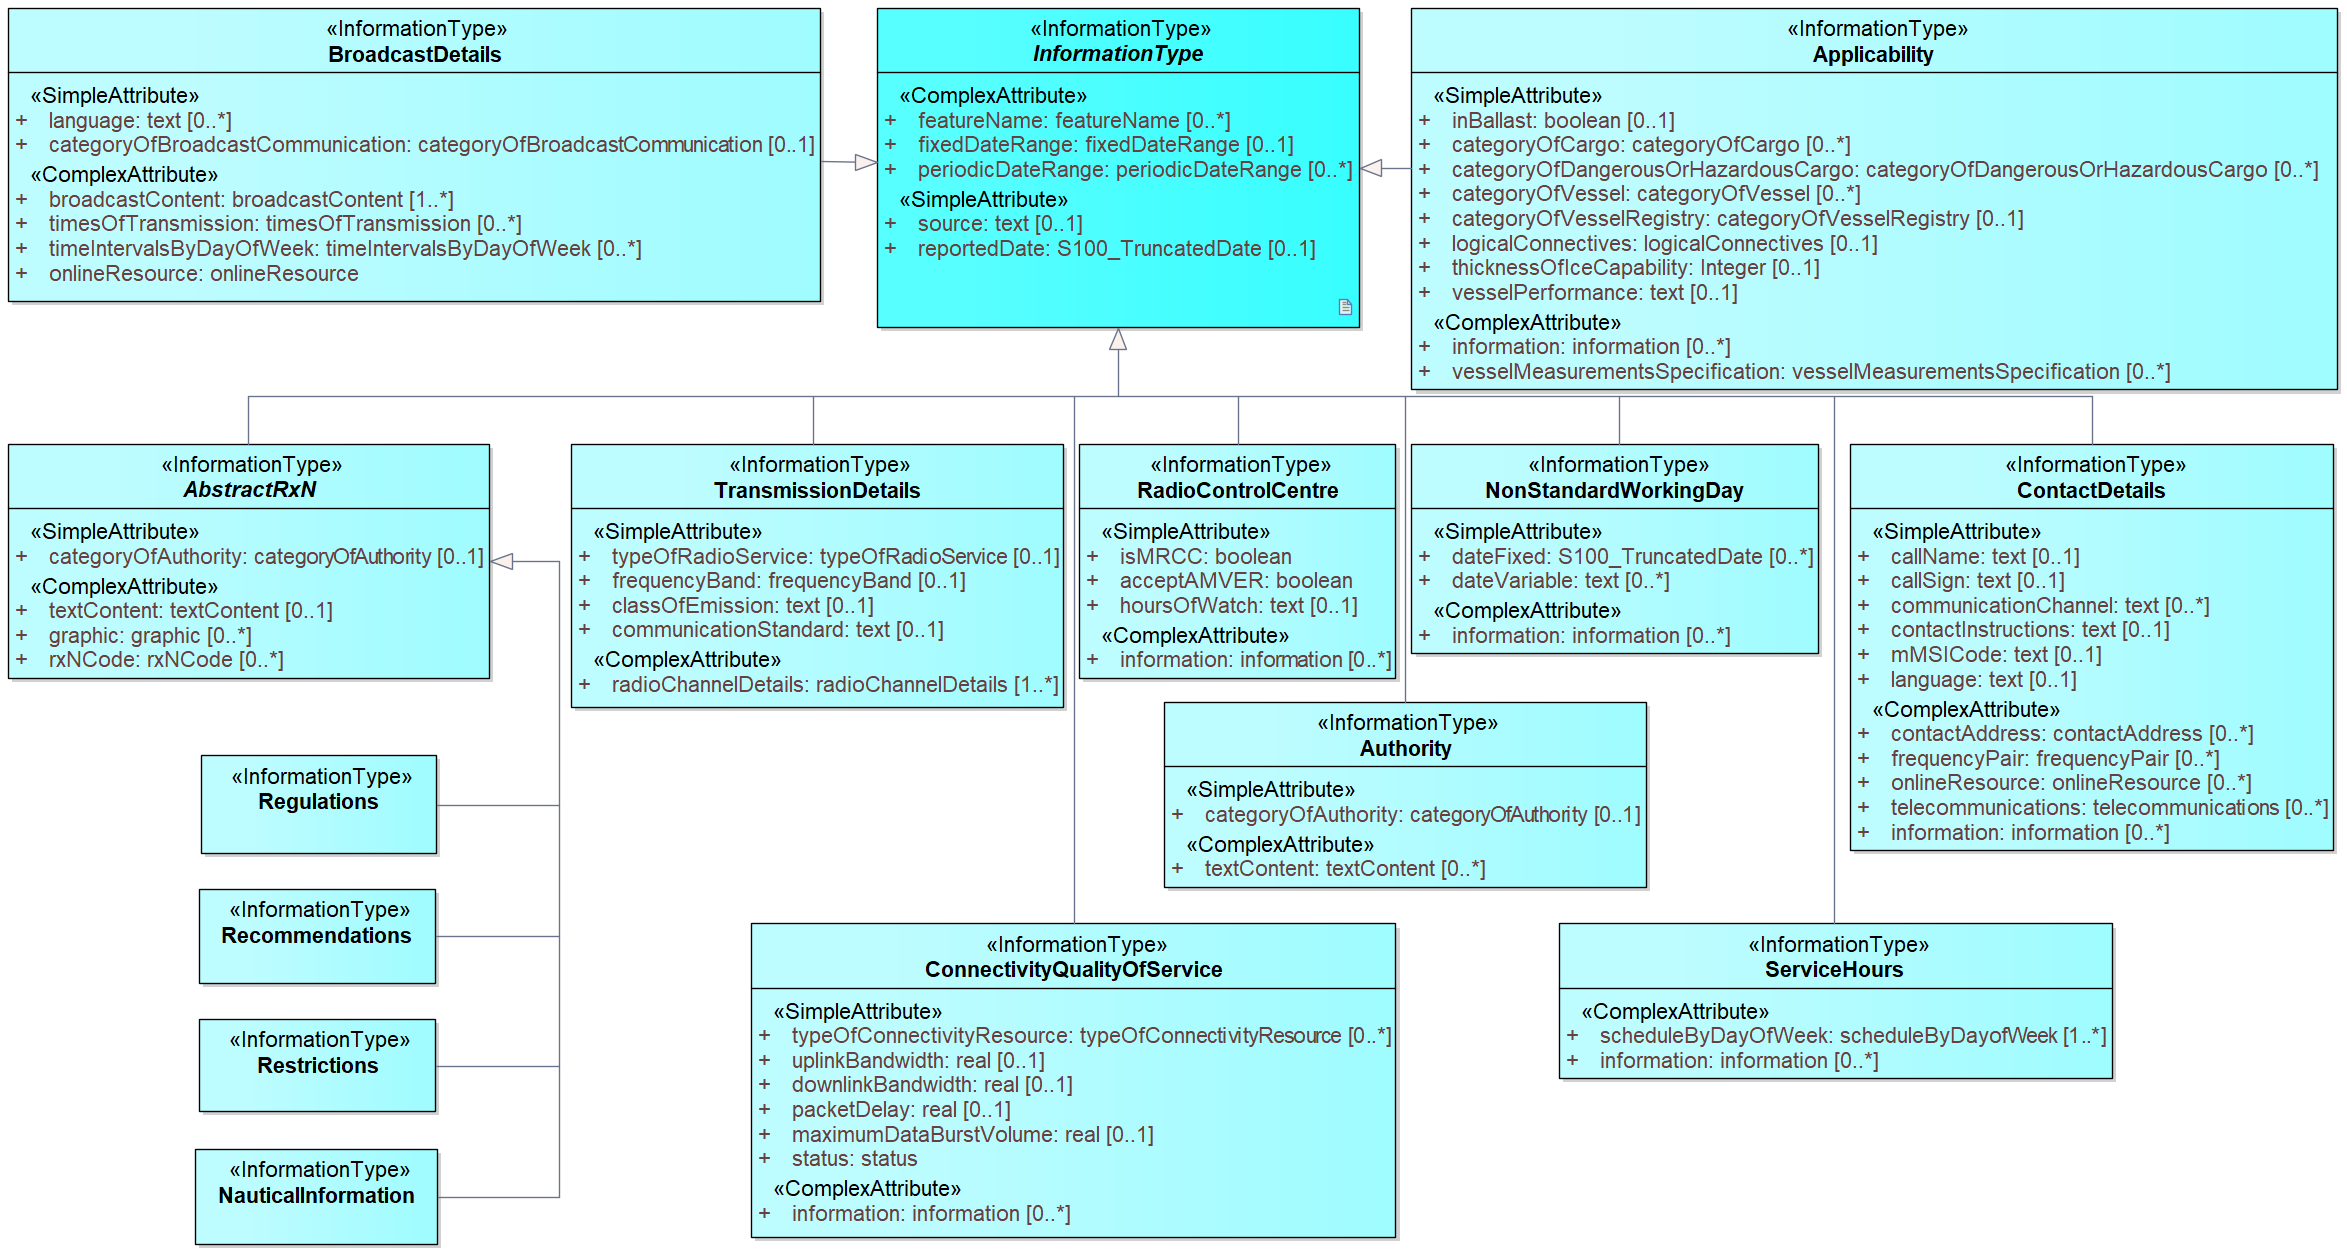 «InformationType»
BroadcastDetails
«SimpleAttribute»
+ language: text [0..*]
+ categoryOfBroadcastCommunication: categoryOfBroadcastCommunication [0..1]
«ComplexAttribute»
+ broadcastContent: broadcastContent [1..*]
+ timesOfTransmission: timesOfTransmission [0..*]
+ timeIntervalsByDayOfWeek: timeIntervalsByDayOfWeek [0..*]
+ onlineResource: onlineResource
«InformationType»
InformationType
«ComplexAttribute»
+ featureName: featureName [0..*]
+ fixedDateRange: fixedDateRange [0..1]
+ periodicDateRange: periodicDateRange [0..*]
«SimpleAttribute»
+ source: text [0..1]
+ reportedDate: S100_TruncatedDate [0..1]
«InformationType»
Applicability
«SimpleAttribute»
+ inBallast: boolean [0..1]
+ categoryOfCargo: categoryOfCargo [0..*]
+ categoryOfDangerousOrHazardousCargo: categoryOfDangerousOrHazardousCargo [0..*]
+ categoryOfVessel: categoryOfVessel [0..*]
+ categoryOfVesselRegistry: categoryOfVesselRegistry [0..1]
+ logicalConnectives: logicalConnectives [0..1]
+ thicknessOfIceCapability: Integer [0..1]
+ vesselPerformance: text [0..1]
«ComplexAttribute»
+ information: information [0..*]
+ vesselMeasurementsSpecification: vesselMeasurementsSpecification [0..*]
«InformationType»
AbstractRxN
«SimpleAttribute»
+ categoryOfAuthority: categoryOfAuthority [0..1]
«ComplexAttribute»
+ textContent: textContent [0..1]
+ graphic: graphic [0..*]
+ rxNCode: rxNCode [0..*]
«InformationType»
TransmissionDetails
«SimpleAttribute»
+ typeOfRadioService: typeOfRadioService [0..1]
+ frequencyBand: frequencyBand [0..1]
+ classOfEmission: text [0..1]
+ communicationStandard: text [0..1]
«ComplexAttribute»
+ radioChannelDetails: radioChannelDetails [1..*]
«InformationType»
RadioControlCentre
«SimpleAttribute»
+ isMRCC: boolean
+ acceptAMVER: boolean
+ hoursOfWatch: text [0..1]
«ComplexAttribute»
+ information: information [0..*]
«InformationType»
NonStandardWorkingDay
«SimpleAttribute»
+ dateFixed: S100_TruncatedDate [0..*]
+ dateVariable: text [0..*]
«ComplexAttribute»
+ information: information [0..*]
«InformationType»
ContactDetails
«SimpleAttribute»
+ callName: text [0..1]
+ callSign: text [0..1]
+ communicationChannel: text [0..*]
+ contactInstructions: text [0..1]
+ mMSICode: text [0..1]
+ language: text [0..1]
«ComplexAttribute»
+ contactAddress: contactAddress [0..*]
+ frequencyPair: frequencyPair [0..*]
+ onlineResource: onlineResource [0..*]
+ telecommunications: telecommunications [0..*]
+ information: information [0..*]
«InformationType»
Authority
«SimpleAttribute»
+ categoryOfAuthority: categoryOfAuthority [0..1]
«ComplexAttribute»
+ textContent: textContent [0..*]
«InformationType»
Regulations
«InformationType»
Recommendations
«InformationType»
Restrictions
«InformationType»
NauticalInformation
«InformationType»
ConnectivityQualityOfService
«SimpleAttribute»
+ typeOfConnectivityResource: typeOfConnectivityResource [0..*]
+ uplinkBandwidth: real [0..1]
+ downlinkBandwidth: real [0..1]
+ packetDelay: real [0..1]
+ maximumDataBurstVolume: real [0..1]
+ status: status
«ComplexAttribute»
+ information: information [0..*]
«InformationType»
ServiceHours
«ComplexAttribute»
+ scheduleByDayOfWeek: scheduleByDayofWeek [1..*]
+ information: information [0..*]